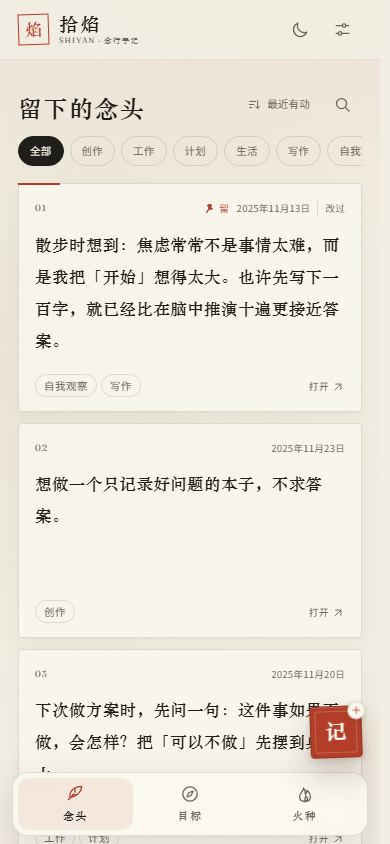 焰
拾焰
SHIYAN · 念行手记
留下的念头
最近有动
全部
创作
工作
计划
生活
写作
自我
01
留
2025年11月13日
改过
散步时想到：焦虑常常不是事情太难，而
是我把「开始」想得太大。也许先写下一
百字，就已经比在脑中推演十遍更接近答
案。
自我观察
写作
打开
02
2025年11月23日
想做一个只记录好问题的本子，不求答
案。
创作
打开
03
2025年11月20日
下次做方案时，先问一句：这件事如果不
做，会怎样？把「可以不做」先摆到
记
念头
目标
火种
工作
计划
打开